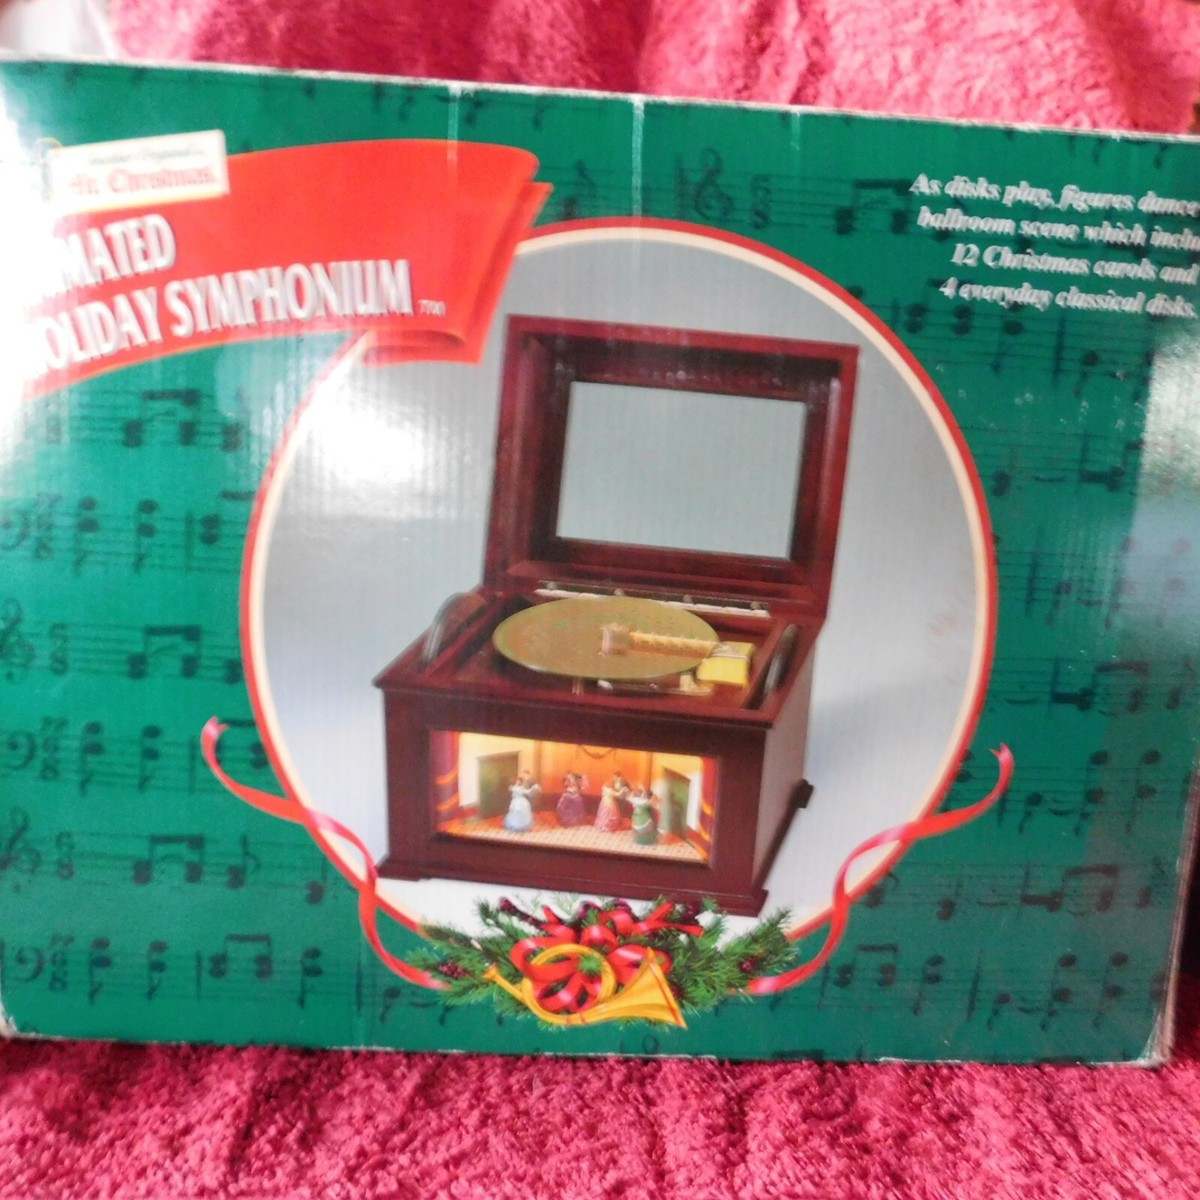 Mr. Christmas.
MATED
OLIDAY SYMPHONIUM
As disks play, figures dance
ballroom scene which incl
12 Christmas carols and
4 everyday classical disks.